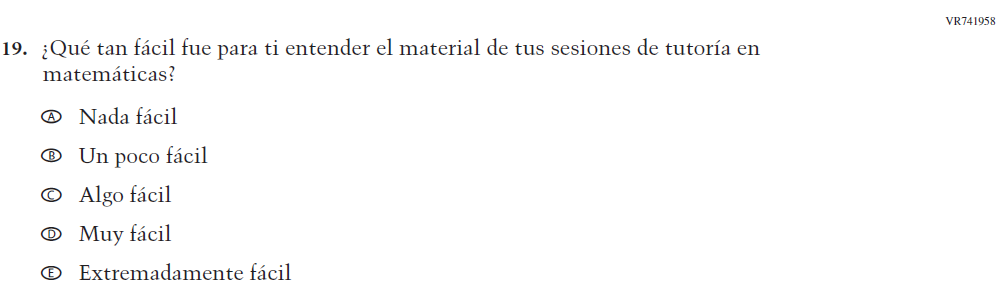 VR741958
19. ¿Qué tan fácil fue para ti entender el material de tus sesiones de tutoría en
matemáticas?
A Nada fácil
B Un poco fácil
C Algo fácil
D Muy fácil
E Extremadamente fácil